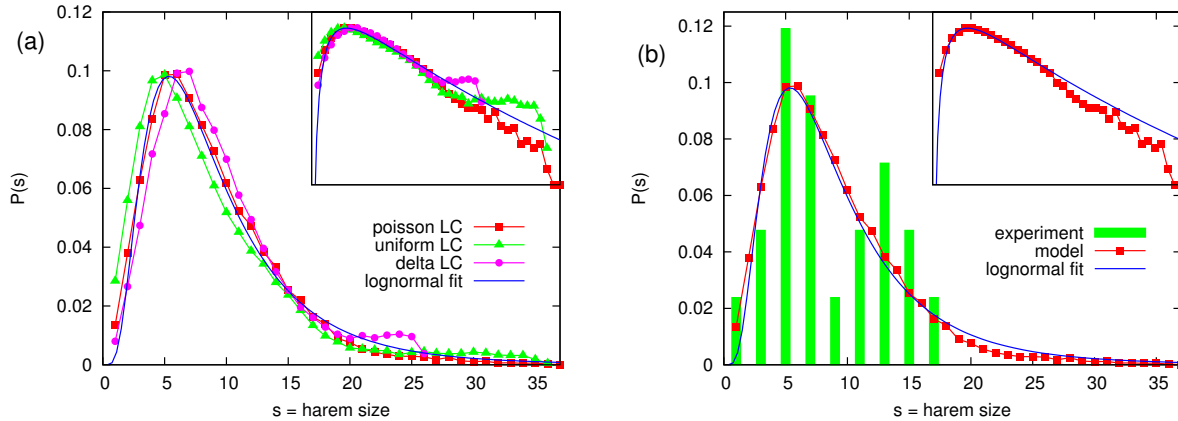 (a)
P(s)
0.12
0.1
0.08
0.06
0.04
0.02
0
0 5 10 15 20 25 30 35
s = harem size
poisson LC
uniform LC
delta LC
lognormal fit
(b)
P(s)
0.12
0.1
0.08
0.06
0.04
0.02
0
0 5 10 15 20 25 30 35
s = harem size
experiment
model
lognormal fit